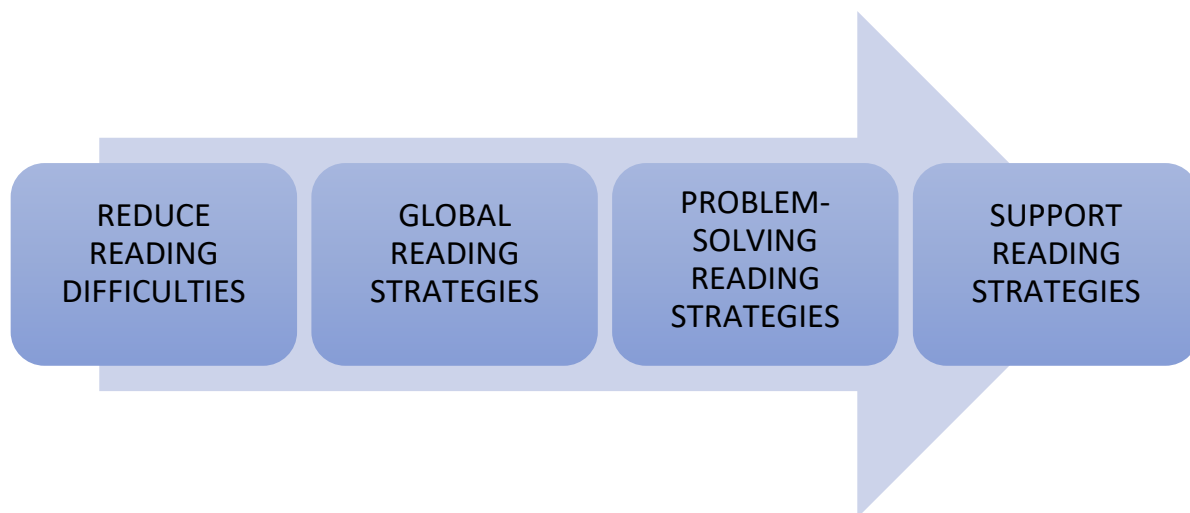 REDUCE
READING
DIFFICULTIES
GLOBAL
READING
STRATEGIES
PROBLEM-
SOLVING
READING
STRATEGIES
SUPPORT
READING
STRATEGIES